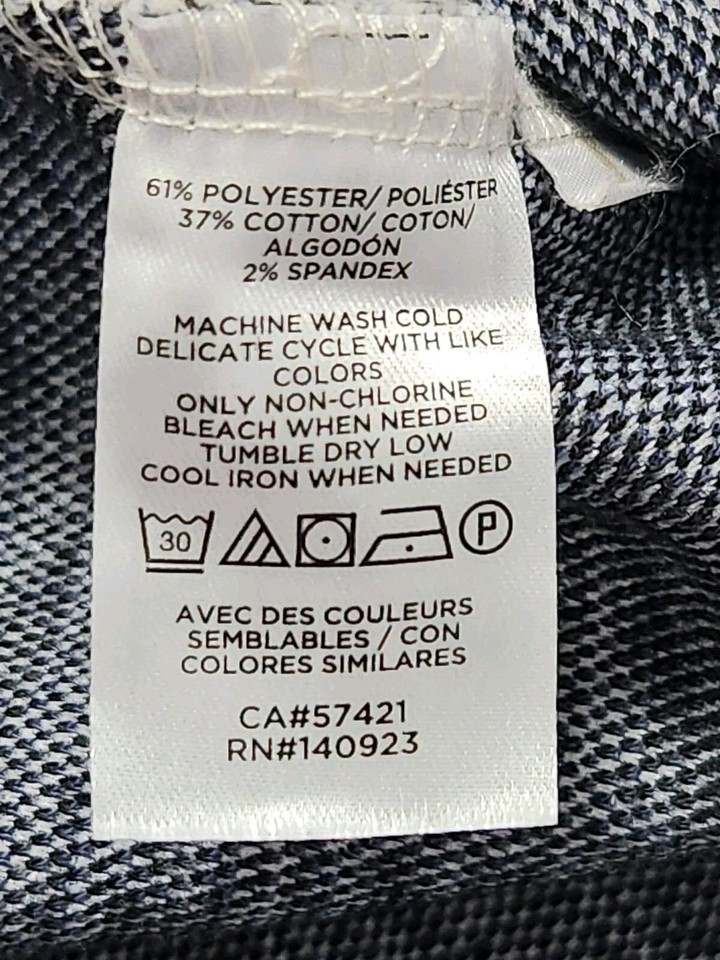 61% POLYESTER/ POLIÉSTER
37% COTTON/ COTON/
ALGODÓN
2% SPANDEX
MACHINE WASH COLD
DELICATE CYCLE WITH LIKE
COLORS
ONLY NON-CHLORINE
BLEACH WHEN NEEDED
TUMBLE DRY LOW
COOL IRON WHEN NEEDED
30 P
AVEC DES COULEURS
SEMBLABLES / CON
COLORES SIMILARES
CA#57421
RN#140923